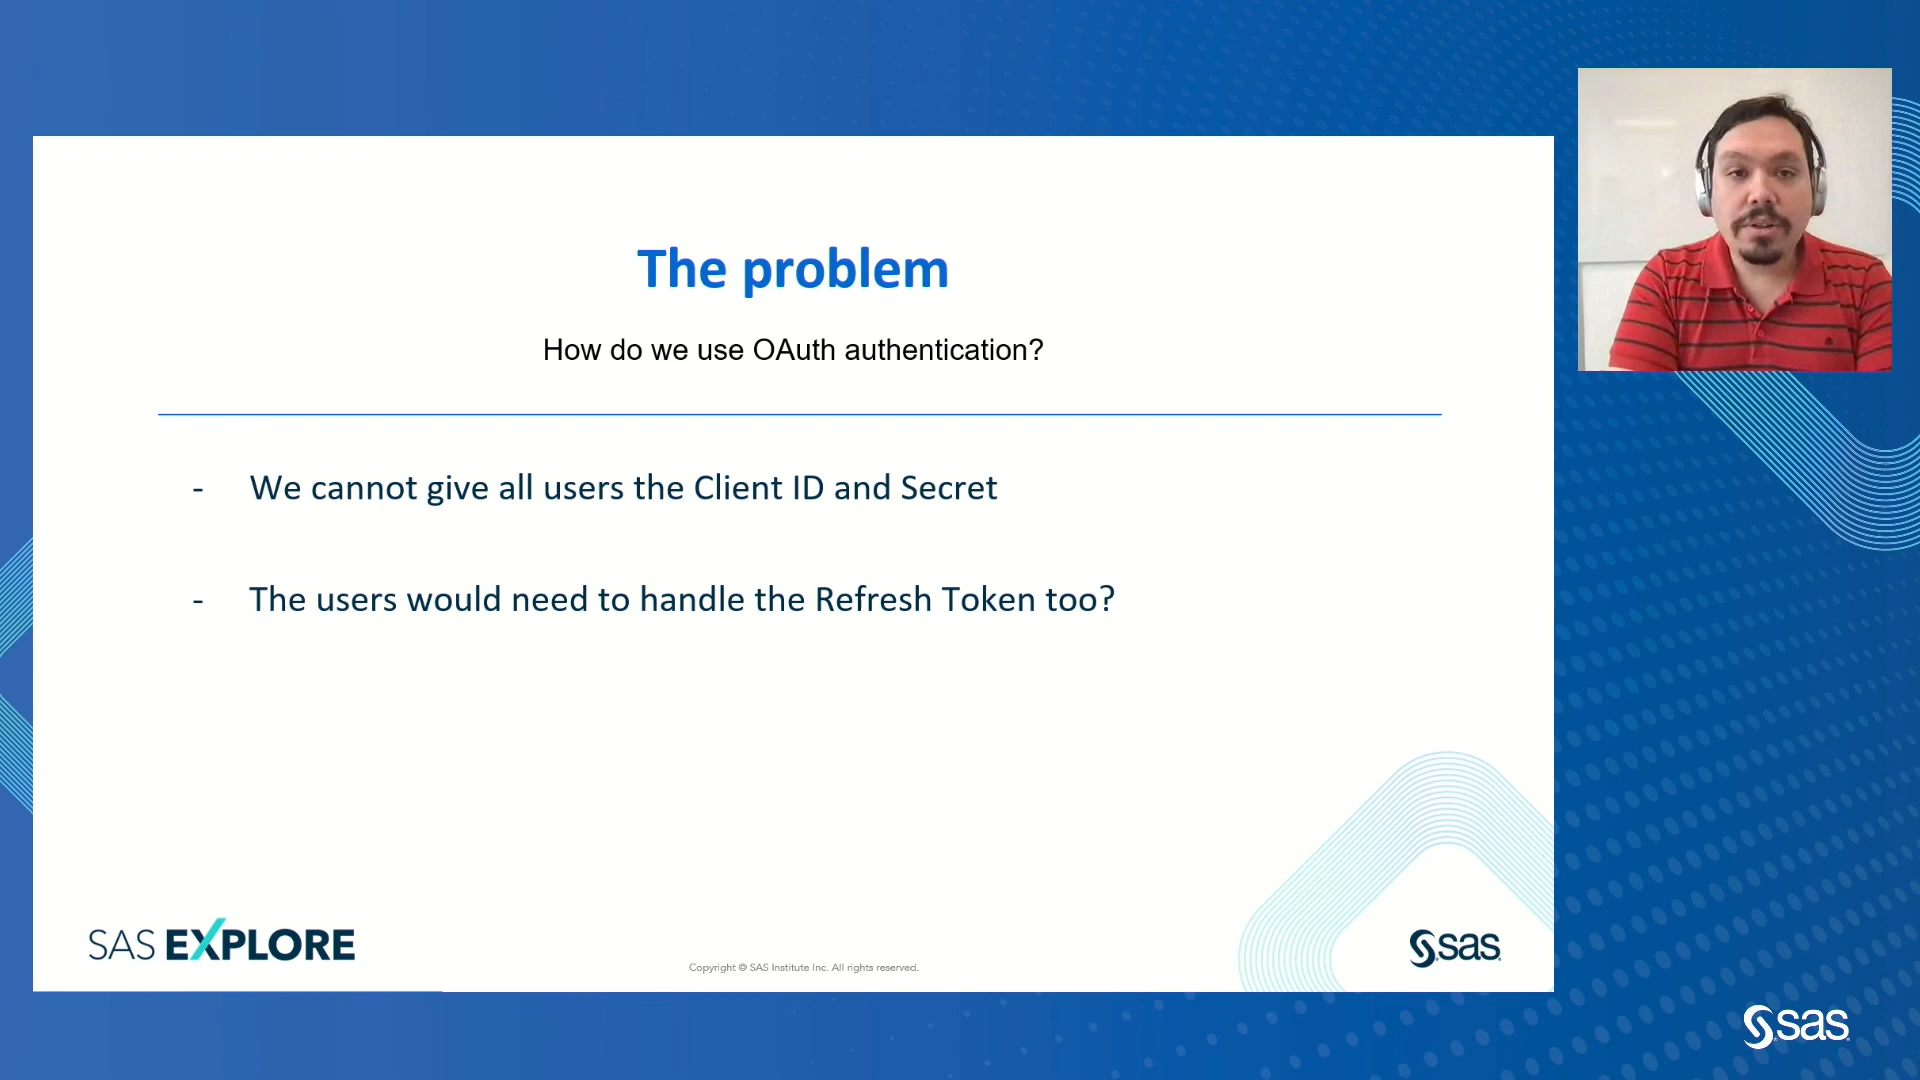 The problem
How do we use OAuth authentication?
- We cannot give all users the Client ID and Secret
- The users would need to handle the Refresh Token too?
SAS EXPLORE
Copyright © SAS Institute Inc. All rights reserved.
sas
sas